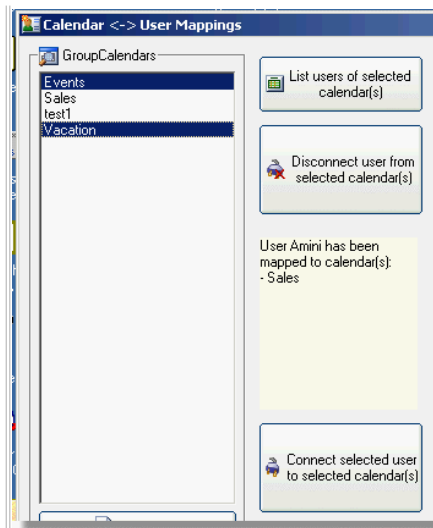 Calendar <-> User Mappings
GroupCalendars
Events
Sales
test1
Vacation
List users of selected
calendar(s)
Disconnect user from
selected calendar(s)
User Amini has been
mapped to calendar(s):
- Sales
Connect selected user
to selected calendar(s)